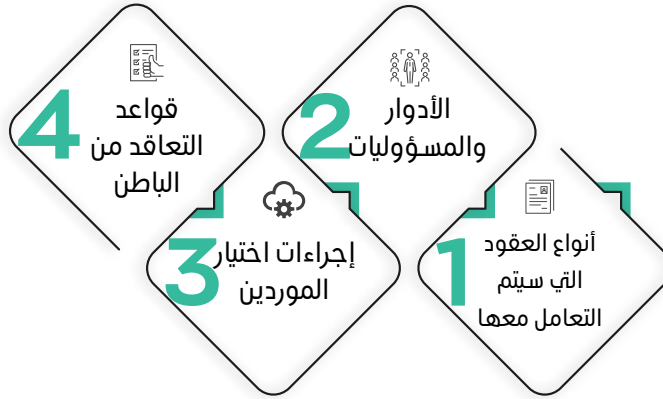 1
أنواع العقود
التي سيتم
التعامل معها
2
الأدوار
والمسؤوليات
3
إجراءات اختيار
الموردين
4
قواعد
التعاقد من
الباطن